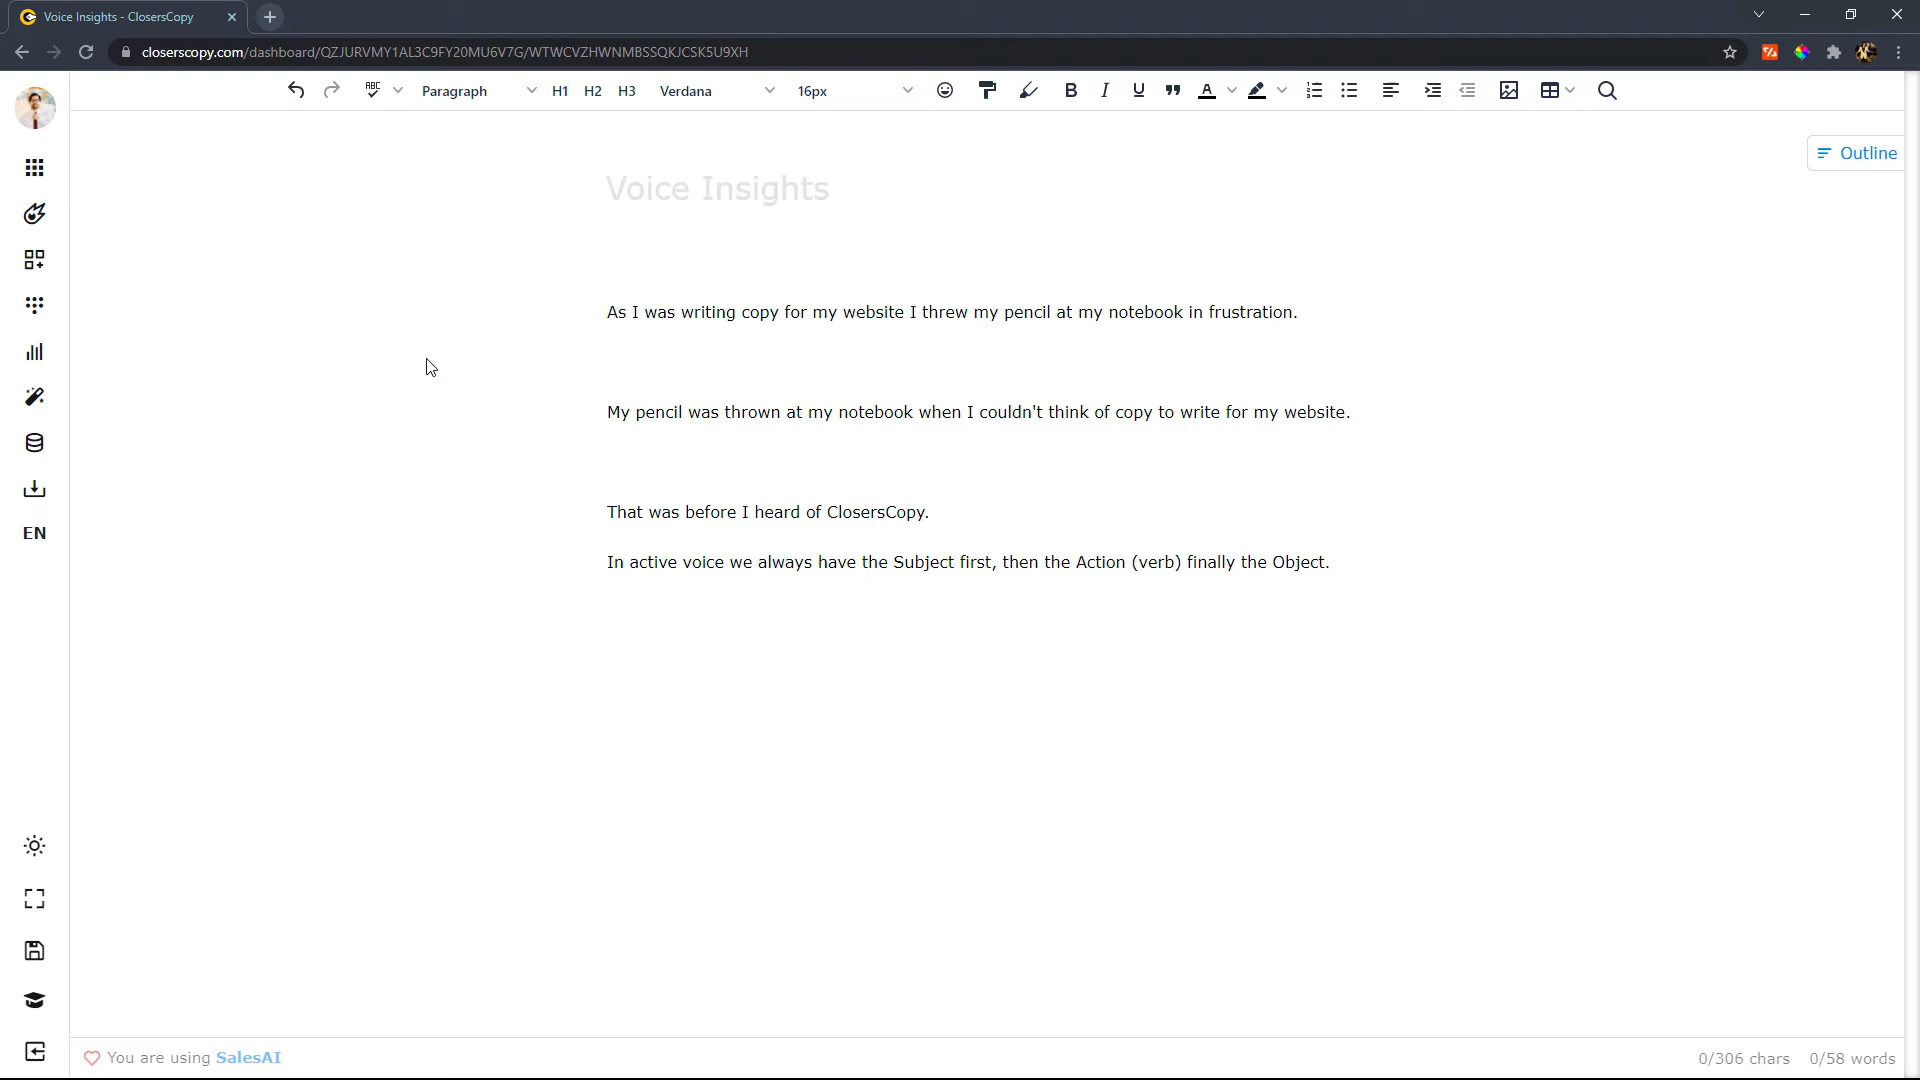 Voice Insights - ClosersCopy
closerscopy.com/dashboard/QZJURVMY1AL3C9FY20MU6V7G/WTWCVZHWNMBSSQKJCSK5U9XH
ABC Paragraph H1 H2 H3 Verdana 16px B I U A
Outline
Voice Insights
As I was writing copy for my website I threw my pencil at my notebook in frustration.
My pencil was thrown at my notebook when I couldn't think of copy to write for my website.
That was before I heard of ClosersCopy.
In active voice we always have the Subject first, then the Action (verb) finally the Object.
EN
You are using SalesAI
0/306 chars 0/58 words